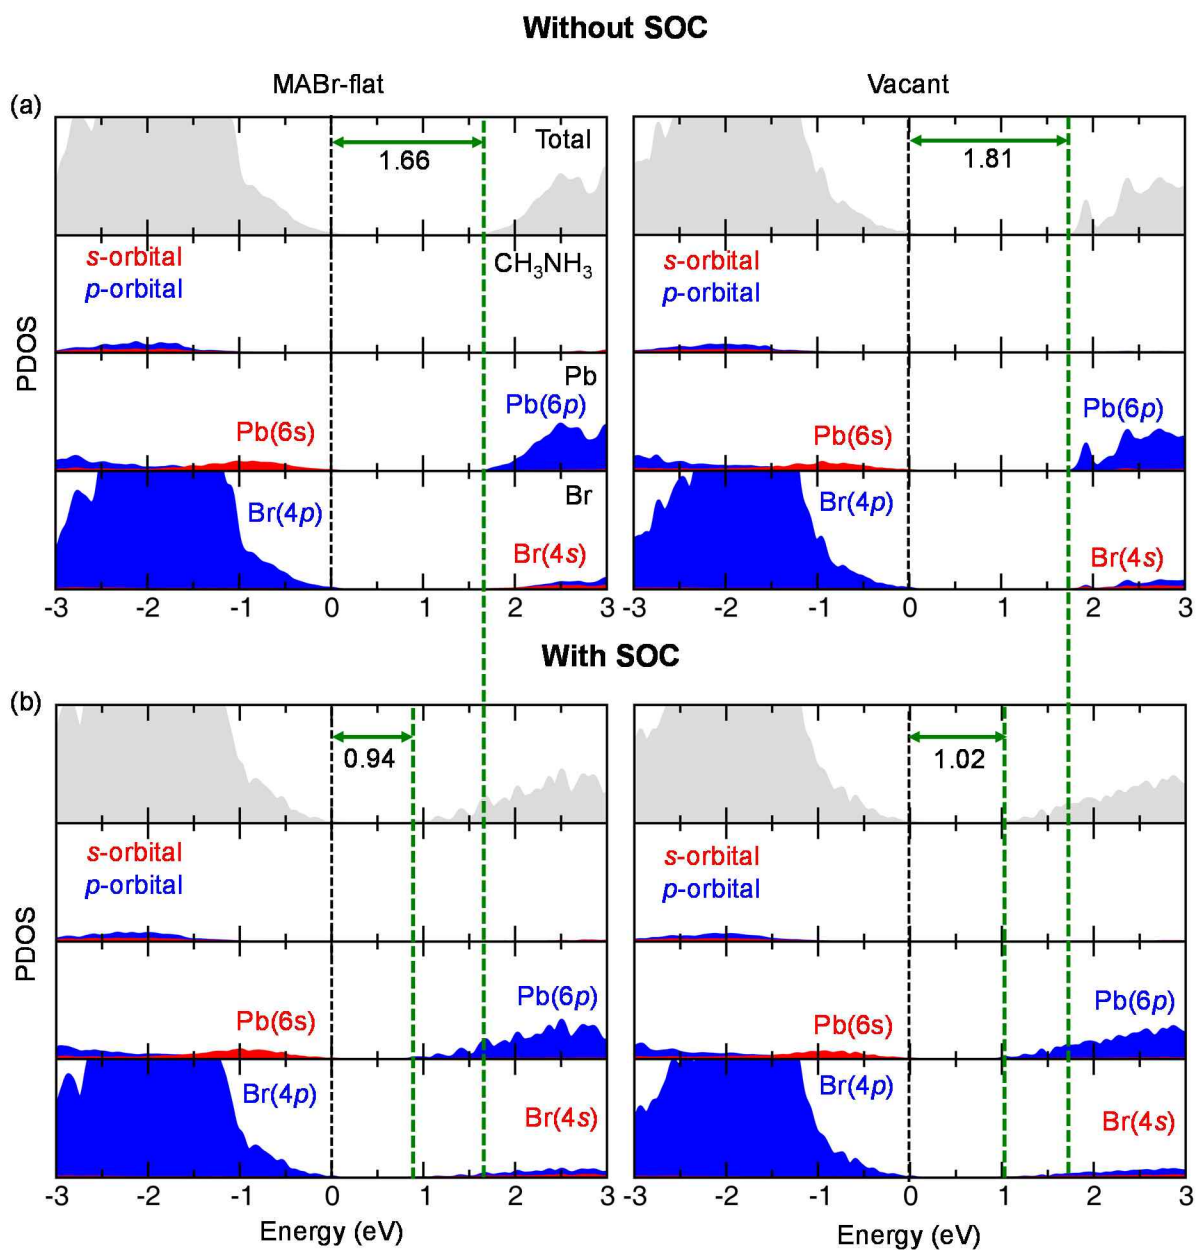 Without SOC
MABr-flat
Vacant
(a)
Total
1.66
1.81
s-orbital
p-orbital
CH₃NH₃
s-orbital
p-orbital
PDOS
Pb
Pb(6p)
Pb(6s)
Pb(6p)
Pb(6s)
Br
Br(4p)
Br(4s)
Br(4p)
Br(4s)
-3 -2 -1 0 1 2 3
-3 -2 -1 0 1 2 3
With SOC
(b)
0.94
1.02
s-orbital
p-orbital
s-orbital
p-orbital
PDOS
Pb(6p)
Pb(6s)
Pb(6p)
Pb(6s)
Br(4p)
Br(4s)
Br(4p)
Br(4s)
-3 -2 -1 0 1 2 3
-3 -2 -1 0 1 2 3
Energy (eV)
Energy (eV)